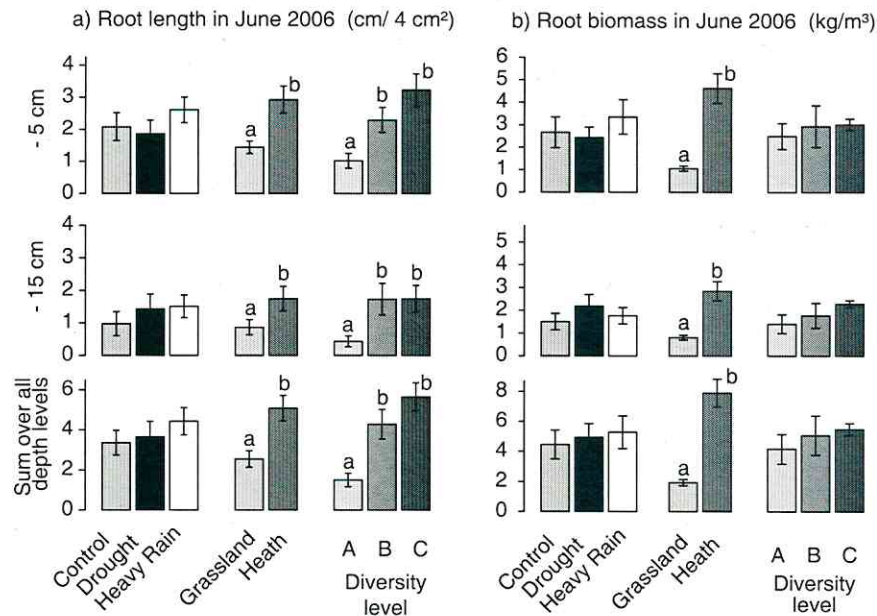 a) Root length in June 2006 (cm/ 4 cm²)
b) Root biomass in June 2006 (kg/m³)
- 5 cm
4
3
2
1
0
a
b
a
b
b
6
5
4
3
2
1
0
a
b
- 15 cm
4
3
2
1
0
a
b
a
b
b
5
4
3
2
1
0
a
b
Sum over all
depth levels
6
4
2
0
a
b
a
b
b
8
6
4
2
0
a
b
Control
Drought
Heavy Rain
Grassland
Heath
A B C
Diversity
level
Control
Drought
Heavy Rain
Grassland
Heath
A B C
Diversity
level